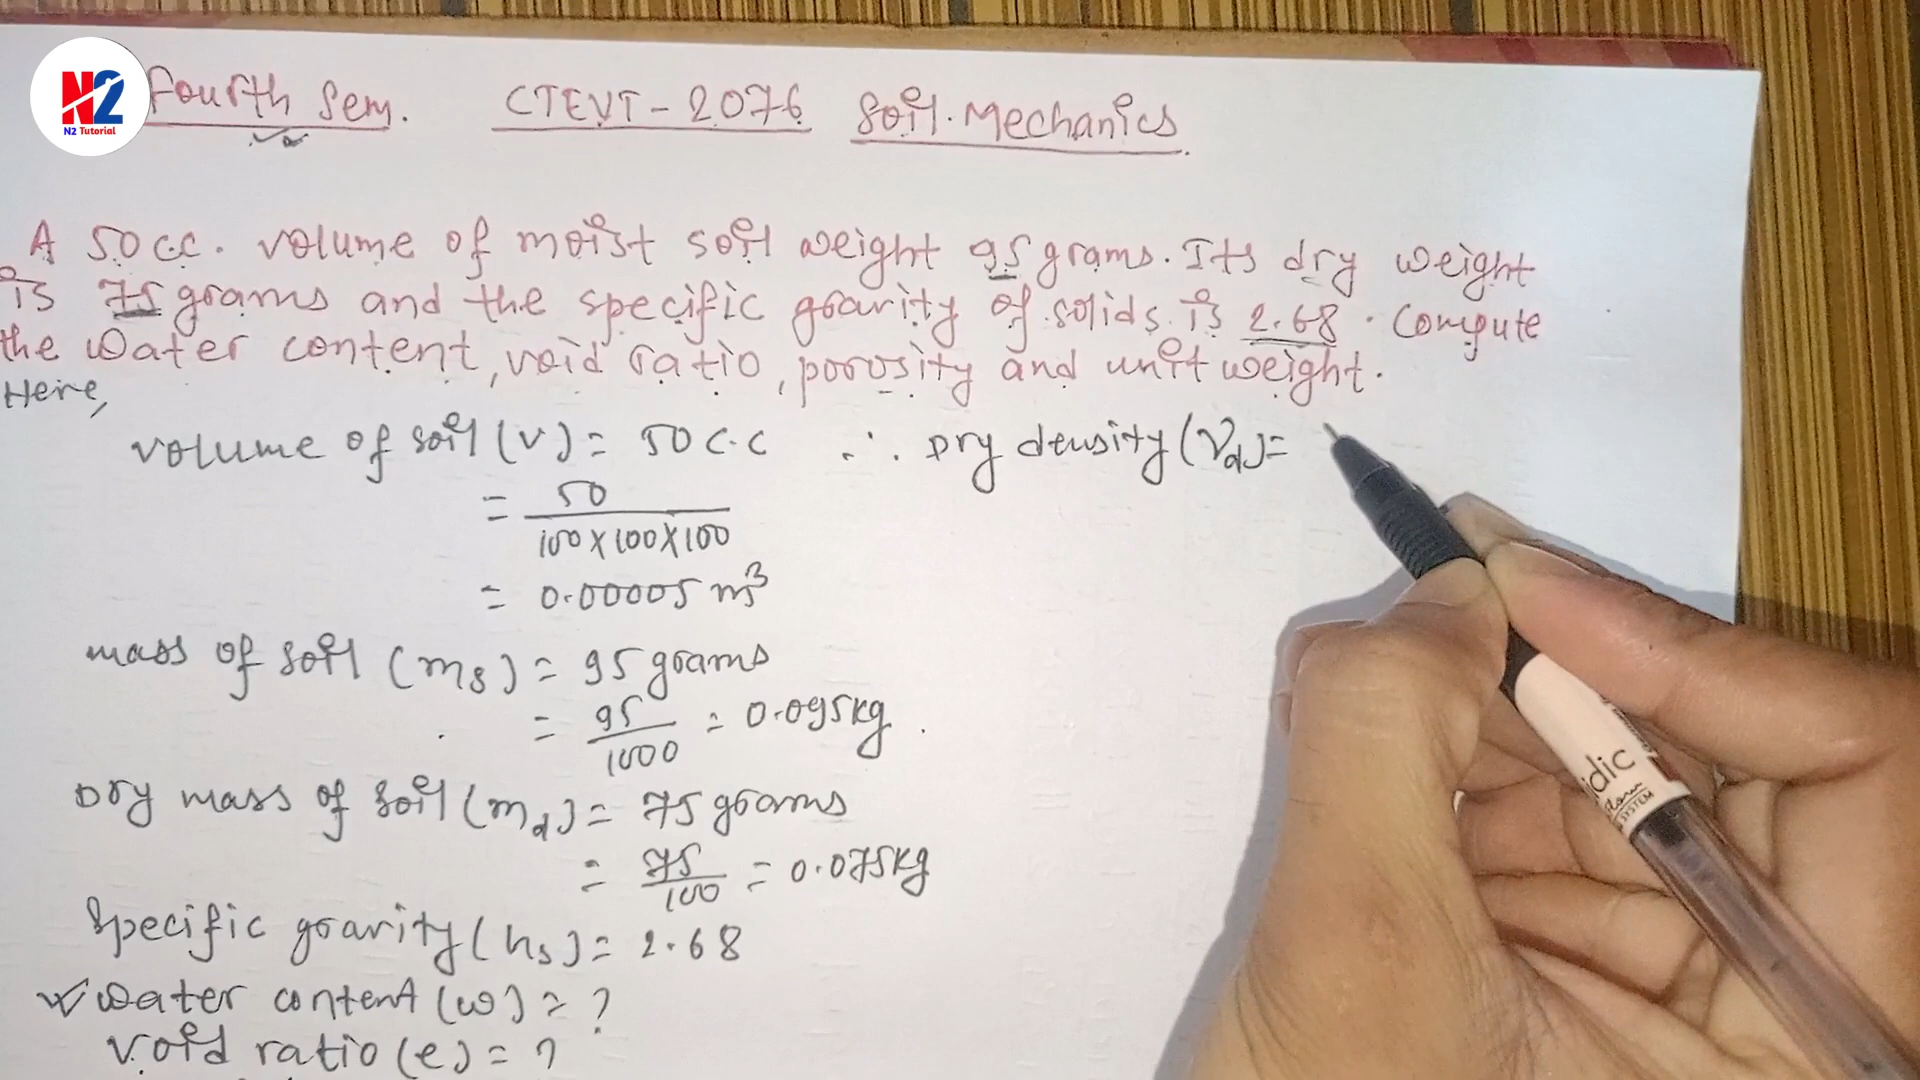 N2
N2 Tutorial
Fourth Sem. CTEVT-2076 Soil Mechanics
A 50 c.c. volume of moist soil weight 95 grams. Its dry weight
is 75 grams and the specific gravity of solids is 2.68. Compute
the water content, void ratio, porosity and unit weight.
Here,
volume of soil (v) = 50 c.c
= 50 / 100x100x100
= 0.00005 m³
mass of soil (ms) = 95 grams
= 95/1000 = 0.095kg.
Dry mass of soil (md) = 75 grams
= 75/100 = 0.075kg
Specific gravity (hs) = 2.68
water content (w) = ?
void ratio (e) = ?
∴ Dry density (γd) =
idic
SYSTEM